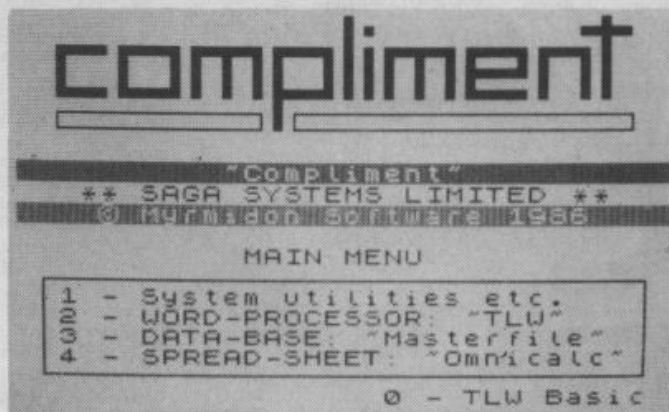 compliment
"Compliment"
** SAGA SYSTEMS LIMITED **
© Myrmidon Software 1986
MAIN MENU
1 - System utilities etc.
2 - WORD-PROCESSOR: "TLW"
3 - DATA-BASE: "Masterfile"
4 - SPREAD-SHEET: "Omnicalc"
0 - TLW Basic